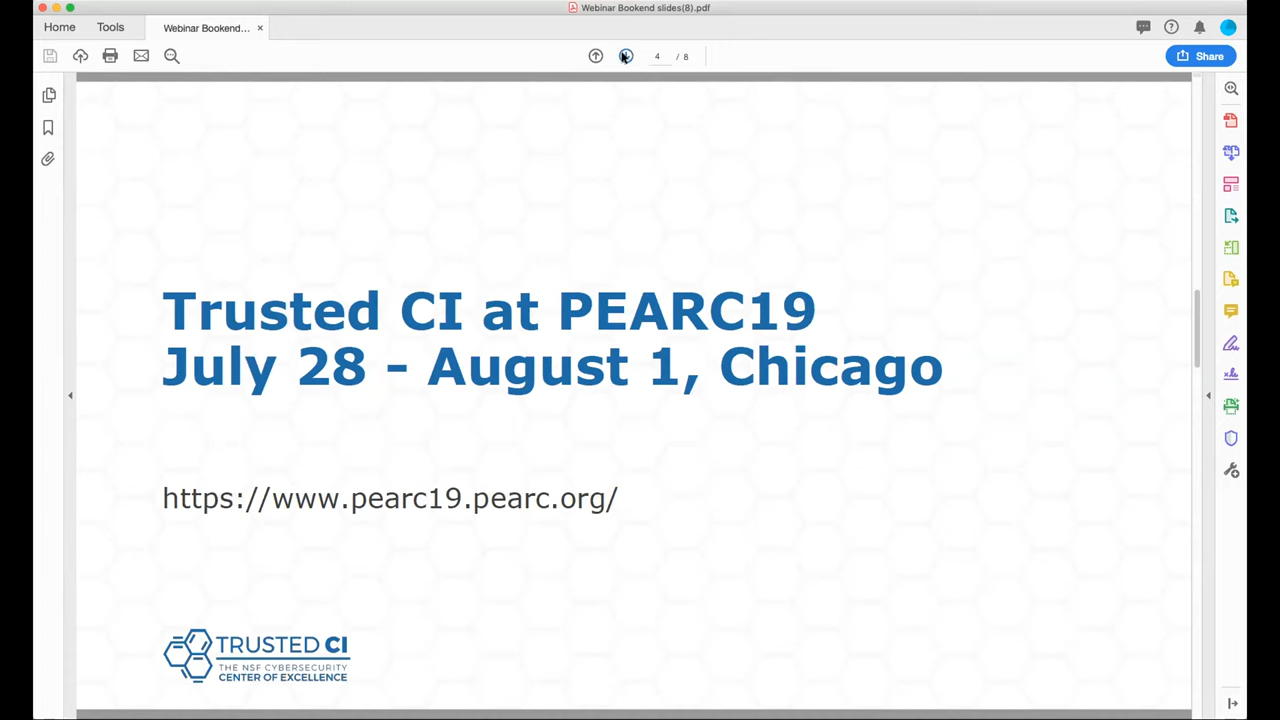 Webinar Bookend slides(8).pdf
Home
Tools
Webinar Bookend...
4 / 8
Share
Trusted CI at PEARC19
July 28 - August 1, Chicago
https://www.pearc19.pearc.org/
TRUSTED CI
THE NSF CYBERSECURITY
CENTER OF EXCELLENCE